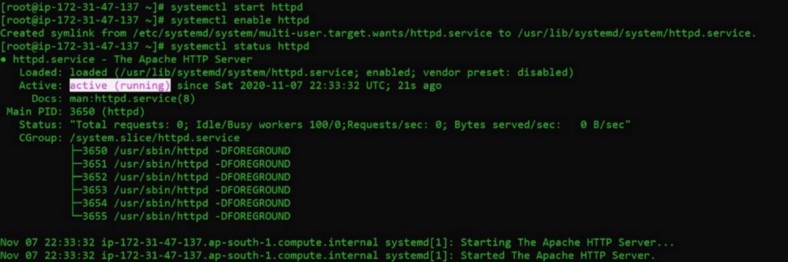 [root@ip-172-31-47-137 ~]# systemctl start httpd
[root@ip-172-31-47-137 ~]# systemctl enable httpd
Created symlink from /etc/systemd/system/multi-user.target.wants/httpd.service to /usr/lib/systemd/system/httpd.service.
[root@ip-172-31-47-137 ~]# systemctl status httpd
● httpd.service - The Apache HTTP Server
   Loaded: loaded (/usr/lib/systemd/system/httpd.service; enabled; vendor preset: disabled)
   Active: active (running) since Sat 2020-11-07 22:33:32 UTC; 21s ago
     Docs: man:httpd.service(8)
 Main PID: 3650 (httpd)
   Status: "Total requests: 0; Idle/Busy workers 100/0;Requests/sec: 0; Bytes served/sec:   0 B/sec"
   CGroup: /system.slice/httpd.service
           ├─3650 /usr/sbin/httpd -DFOREGROUND
           ├─3651 /usr/sbin/httpd -DFOREGROUND
           ├─3652 /usr/sbin/httpd -DFOREGROUND
           ├─3653 /usr/sbin/httpd -DFOREGROUND
           ├─3654 /usr/sbin/httpd -DFOREGROUND
           └─3655 /usr/sbin/httpd -DFOREGROUND
Nov 07 22:33:32 ip-172-31-47-137.ap-south-1.compute.internal systemd[1]: Starting The Apache HTTP Server...
Nov 07 22:33:32 ip-172-31-47-137.ap-south-1.compute.internal systemd[1]: Started The Apache HTTP Server.